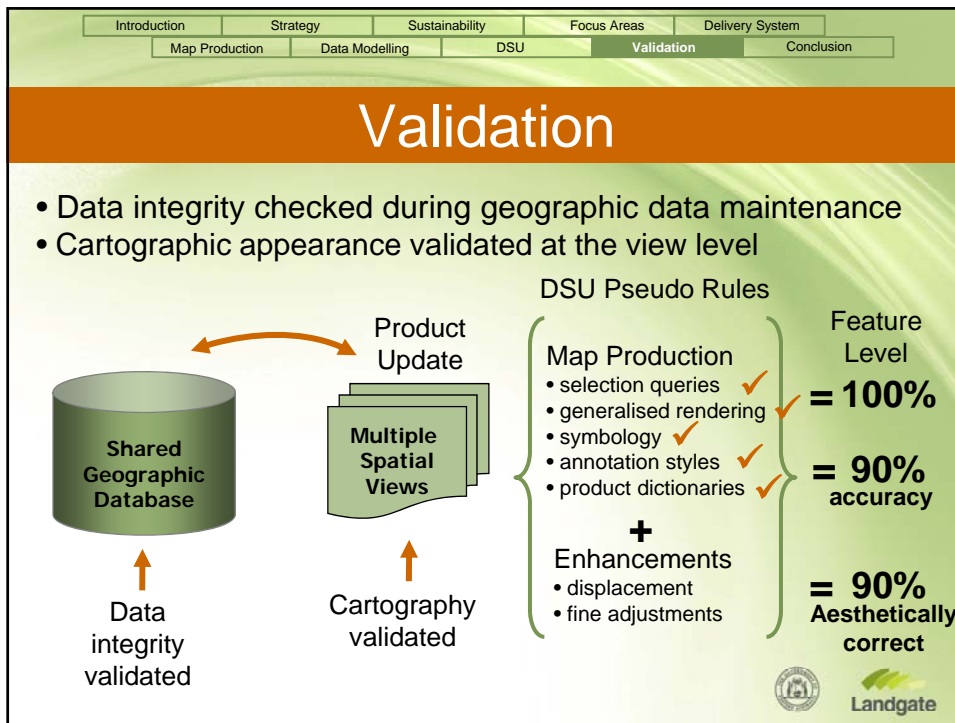 Introduction Strategy Sustainability Focus Areas Delivery System
Map Production Data Modelling DSU Validation Conclusion
Validation
• Data integrity checked during geographic data maintenance
• Cartographic appearance validated at the view level
DSU Pseudo Rules
Product
Update
Feature
Level
Shared
Geographic
Database
Multiple
Spatial
Views
Map Production
• selection queries
• generalised rendering
• symbology
• annotation styles
• product dictionaries
+
Enhancements
• displacement
• fine adjustments
= 100%
= 90%
accuracy
= 90%
Aesthetically
correct
Data
integrity
validated
Cartography
validated
Landgate